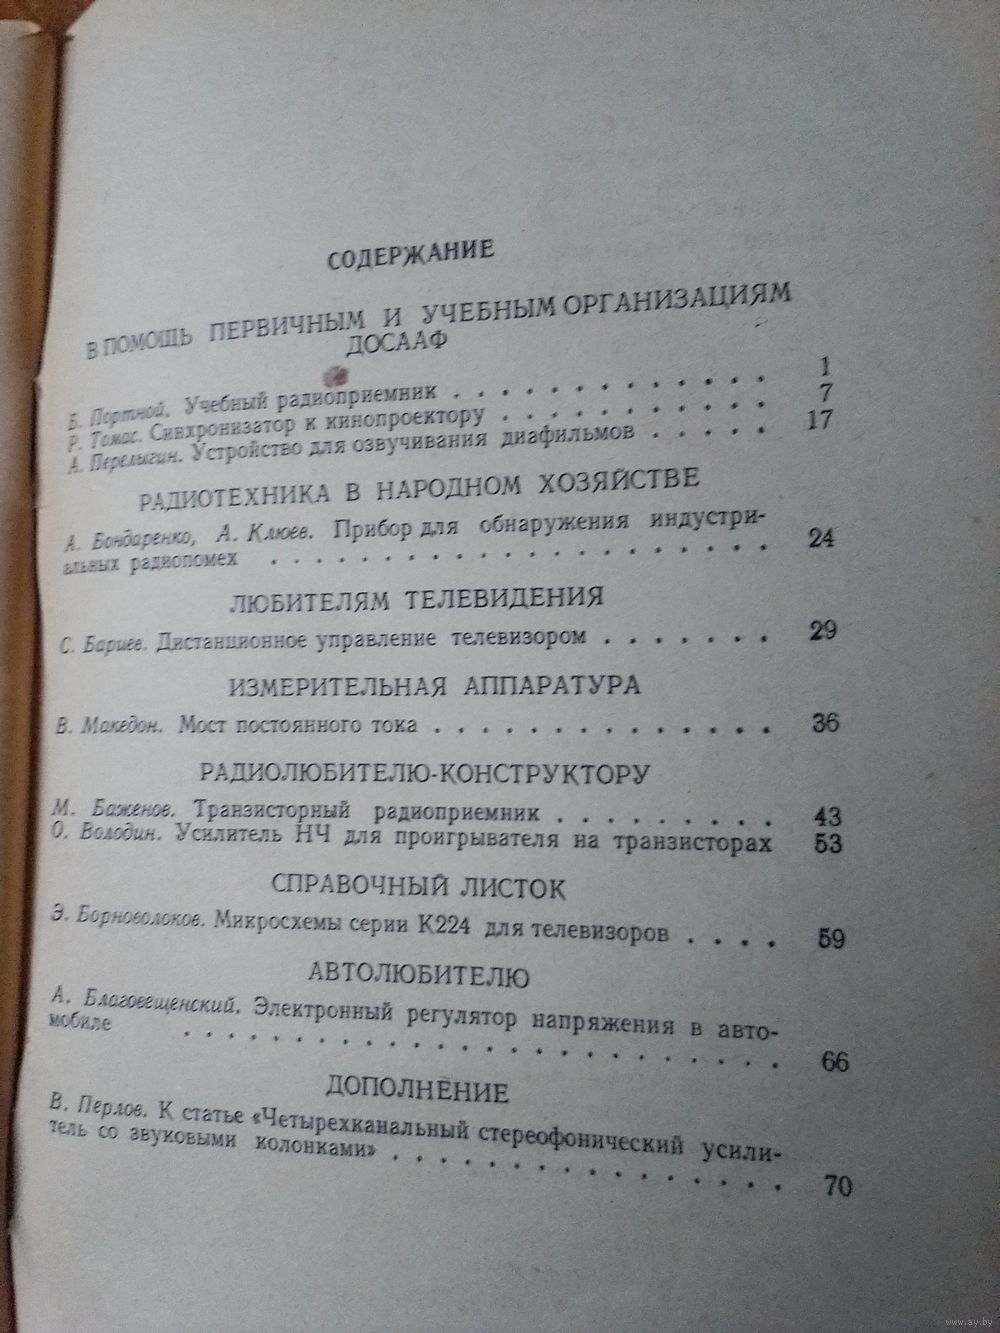 СОДЕРЖАНИЕ
В ПОМОЩЬ ПЕРВИЧНЫМ И УЧЕБНЫМ ОРГАНИЗАЦИЯМ
ДОСААФ
Б. Портной. Учебный радиоприемник . . . . . . . . . . . . . 1
Р. Томас. Синхронизатор к кинопроектору . . . . . . . . . . . 7
А. Перелыгин. Устройство для озвучивания диафильмов . . . . . 17
РАДИОТЕХНИКА В НАРОДНОМ ХОЗЯЙСТВЕ
А. Бондаренко, А. Клюев. Прибор для обнаружения индустри-
альных радиопомех . . . . . . . . . . . . . . . . . . . . . 24
ЛЮБИТЕЛЯМ ТЕЛЕВИДЕНИЯ
С. Бариев. Дистанционное управление телевизором . . . . . . . 29
ИЗМЕРИТЕЛЬНАЯ АППАРАТУРА
В. Македон. Мост постоянного тока . . . . . . . . . . . . . . 36
РАДИОЛЮБИТЕЛЮ-КОНСТРУКТОРУ
М. Баженов. Транзисторный радиоприемник . . . . . . . . . 43
О. Володин. Усилитель НЧ для проигрывателя на транзисторах 53
СПРАВОЧНЫЙ ЛИСТОК
Э. Борноволоков. Микросхемы серии К224 для телевизоров . . . . 59
АВТОЛЮБИТЕЛЮ
А. Благовещенский. Электронный регулятор напряжения в авто-
мобиле . . . . . . . . . . . . . . . . . . . . . . . . . 66
ДОПОЛНЕНИЕ
В. Перлов. К статье «Четырехканальный стереофонический усили-
тель со звуковыми колонками» . . . . . . . . . . . . . . . . . 70
www.ay.by